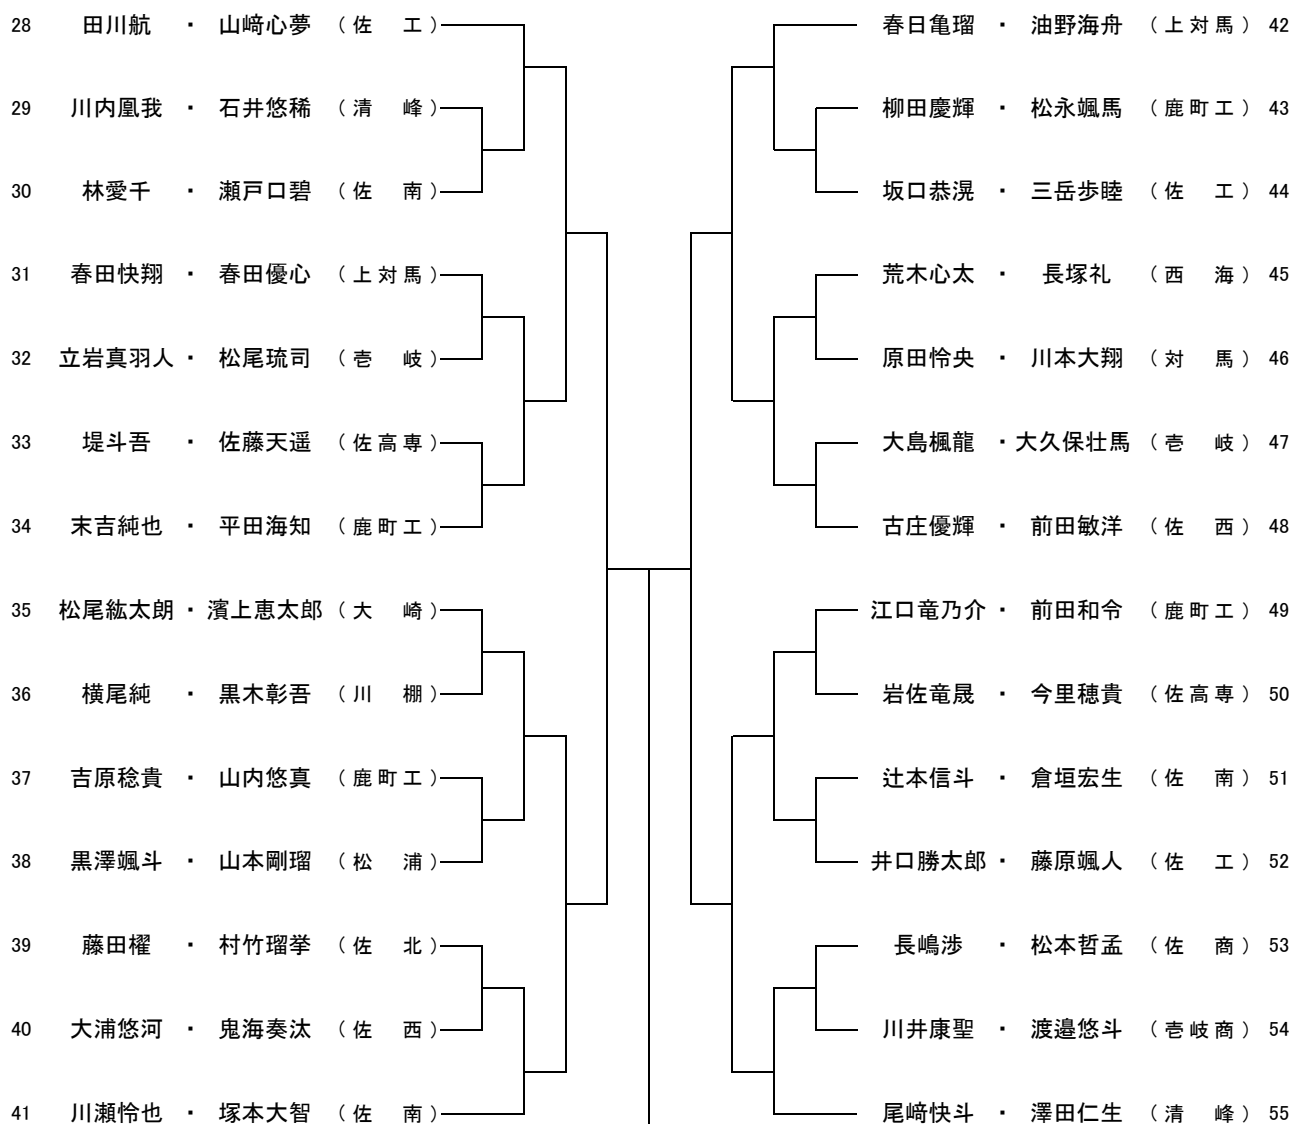 28 田川航 ・ 山﨑心夢 (佐 工) 春日亀瑠 ・ 油野海舟 (上対馬) 42
29 川内凰我 ・ 石井悠稀 (清 峰) 柳田慶輝 ・ 松永颯馬 (鹿町工) 43
30 林愛千 ・ 瀬戸口碧 (佐 南) 坂口恭滉 ・ 三岳歩睦 (佐 工) 44
31 春田快翔 ・ 春田優心 (上対馬) 荒木心太 ・ 長塚礼 (西 海) 45
32 立岩真羽人 ・ 松尾琉司 (壱 岐) 原田怜央 ・ 川本大翔 (対 馬) 46
33 堤斗吾 ・ 佐藤天遥 (佐高専) 大島楓龍 ・ 大久保壮馬 (壱 岐) 47
34 末吉純也 ・ 平田海知 (鹿町工) 古庄優輝 ・ 前田敏洋 (佐 西) 48
35 松尾紘太朗 ・ 濱上恵太郎 (大 崎) 江口竜乃介 ・ 前田和令 (鹿町工) 49
36 横尾純 ・ 黒木彰吾 (川 棚) 岩佐竜晟 ・ 今里穂貴 (佐高専) 50
37 吉原稔貴 ・ 山内悠真 (鹿町工) 辻本信斗 ・ 倉垣宏生 (佐 南) 51
38 黒澤颯斗 ・ 山本剛瑠 (松 浦) 井口勝太郎 ・ 藤原颯人 (佐 工) 52
39 藤田櫂 ・ 村竹瑠挙 (佐 北) 長嶋渉 ・ 松本哲孟 (佐 商) 53
40 大浦悠河 ・ 鬼海奏汰 (佐 西) 川井康聖 ・ 渡邉悠斗 (壱岐商) 54
41 川瀬怜也 ・ 塚本大智 (佐 南) 尾﨑快斗 ・ 澤田仁生 (清 峰) 55